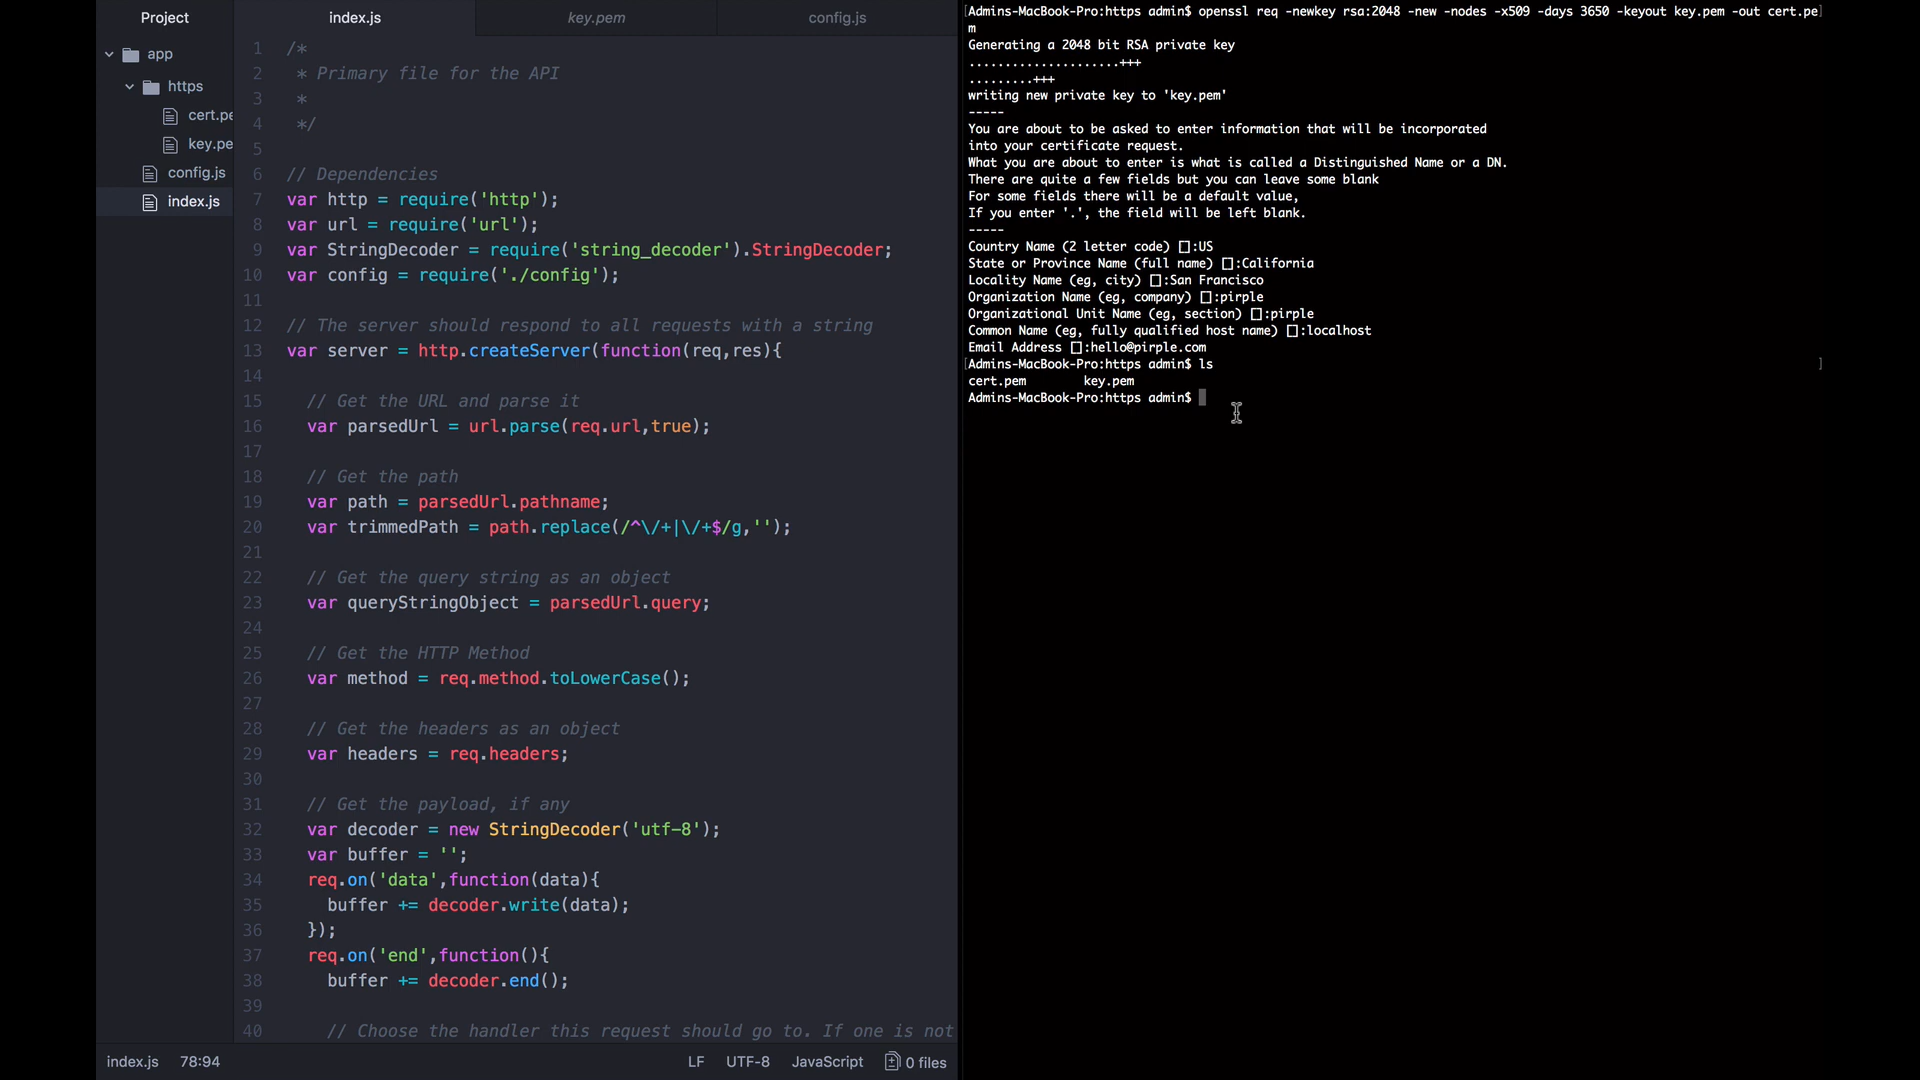 Project
app
https
cert.pe
key.pe
config.js
index.js
index.js
key.pem
config.js
1 /*
2  * Primary file for the API
3  *
4  */
5
6 // Dependencies
7 var http = require('http');
8 var url = require('url');
9 var StringDecoder = require('string_decoder').StringDecoder;
10 var config = require('./config');
11
12 // The server should respond to all requests with a string
13 var server = http.createServer(function(req,res){
14
15   // Get the URL and parse it
16   var parsedUrl = url.parse(req.url,true);
17
18   // Get the path
19   var path = parsedUrl.pathname;
20   var trimmedPath = path.replace(/^\/+|\/+$/g,'');
21
22   // Get the query string as an object
23   var queryStringObject = parsedUrl.query;
24
25   // Get the HTTP Method
26   var method = req.method.toLowerCase();
27
28   // Get the headers as an object
29   var headers = req.headers;
30
31   // Get the payload, if any
32   var decoder = new StringDecoder('utf-8');
33   var buffer = '';
34   req.on('data',function(data){
35     buffer += decoder.write(data);
36   });
37   req.on('end',function(){
38     buffer += decoder.end();
39
40     // Choose the handler this request should go to. If one is not
index.js 78:94 LF UTF-8 JavaScript 0 files
[Admins-MacBook-Pro:https admin$ openssl req -newkey rsa:2048 -new -nodes -x509 -days 3650 -keyout key.pem -out cert.pe]
m
Generating a 2048 bit RSA private key
.....................+++
.........+++
writing new private key to 'key.pem'
-----
You are about to be asked to enter information that will be incorporated
into your certificate request.
What you are about to enter is what is called a Distinguished Name or a DN.
There are quite a few fields but you can leave some blank
For some fields there will be a default value,
If you enter '.', the field will be left blank.
-----
Country Name (2 letter code) []:US
State or Province Name (full name) []:California
Locality Name (eg, city) []:San Francisco
Organization Name (eg, company) []:pirple
Organizational Unit Name (eg, section) []:pirple
Common Name (eg, fully qualified host name) []:localhost
Email Address []:hello@pirple.com
[Admins-MacBook-Pro:https admin$ ls ]
cert.pem key.pem
Admins-MacBook-Pro:https admin$